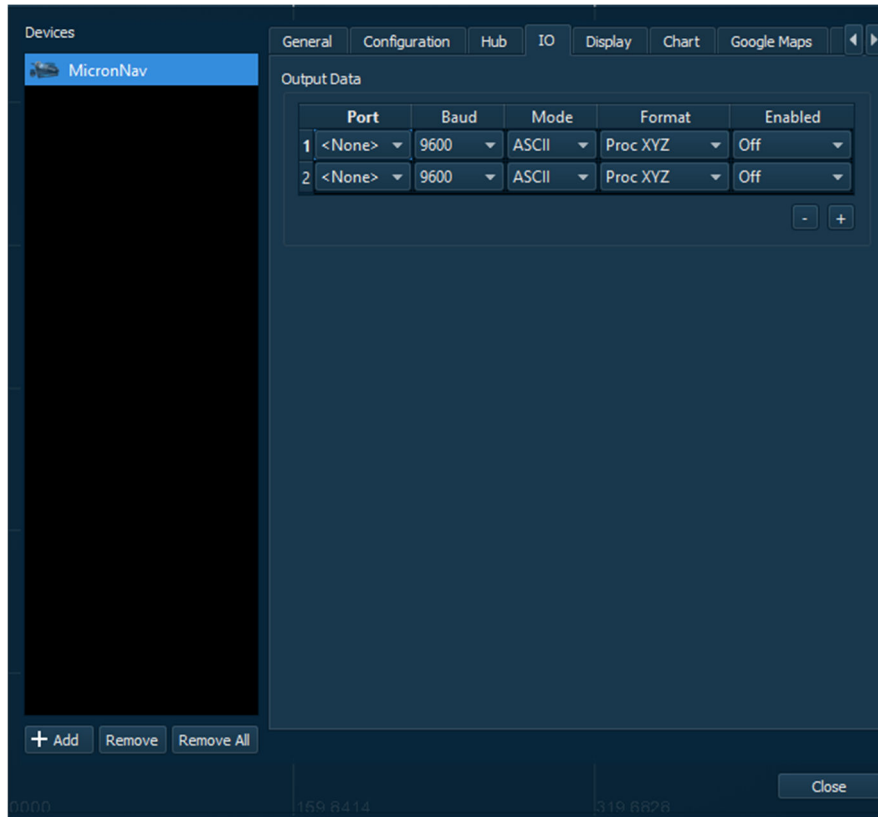 Devices
MicronNav
General Configuration Hub IO Display Chart Google Maps
Output Data
Port Baud Mode Format Enabled
1 <None> 9600 ASCII Proc XYZ Off
2 <None> 9600 ASCII Proc XYZ Off
- +
+ Add Remove Remove All
Close
0000 159.8414 319.6828